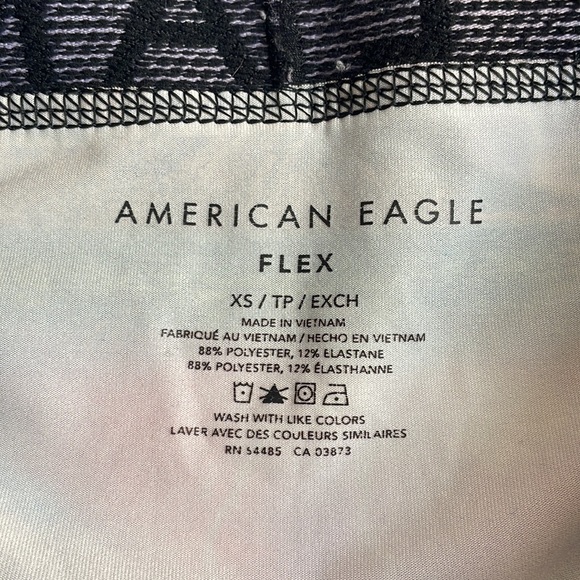 AMERICAN EAGLE
FLEX
XS / TP / EXCH
MADE IN VIETNAM
FABRIQUÉ AU VIETNAM / HECHO EN VIETNAM
88% POLYESTER, 12% ELASTANE
88% POLYESTER, 12% ÉLASTHANNE
WASH WITH LIKE COLORS
LAVER AVEC DES COULEURS SIMILAIRES
RN 54485 CA 03873